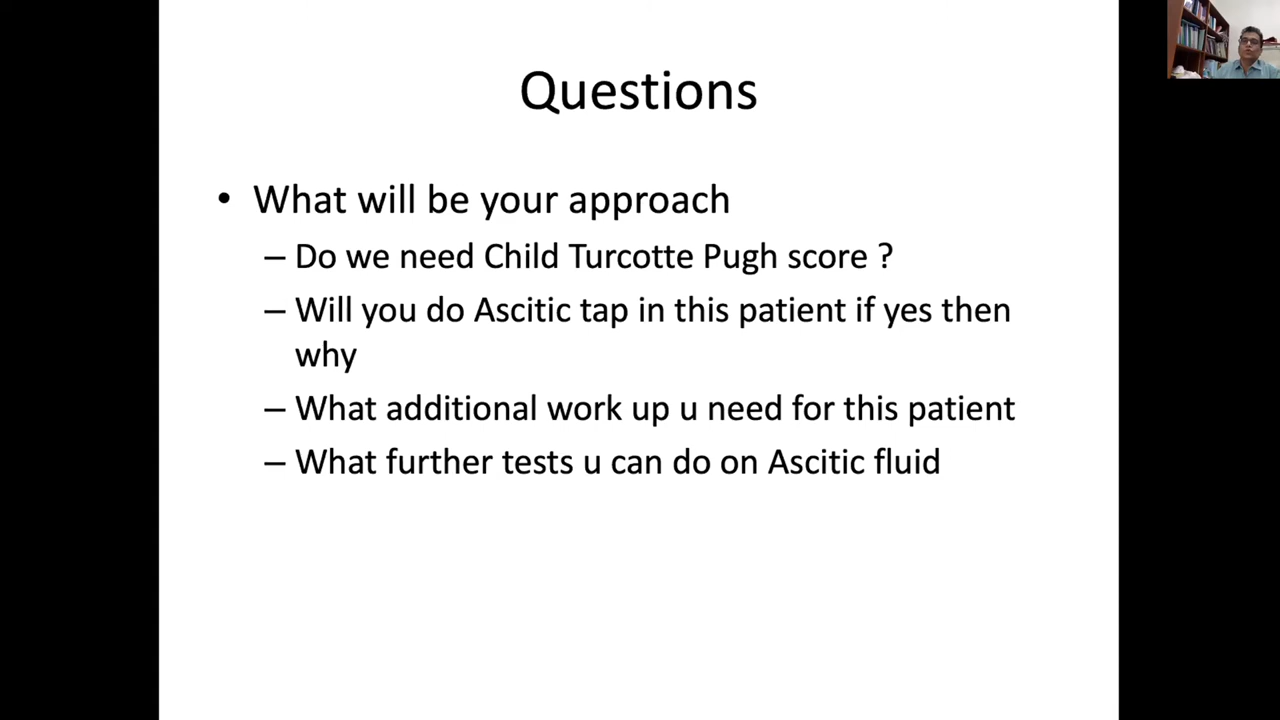 Questions
• What will be your approach
– Do we need Child Turcotte Pugh score ?
– Will you do Ascitic tap in this patient if yes then
why
– What additional work up u need for this patient
– What further tests u can do on Ascitic fluid